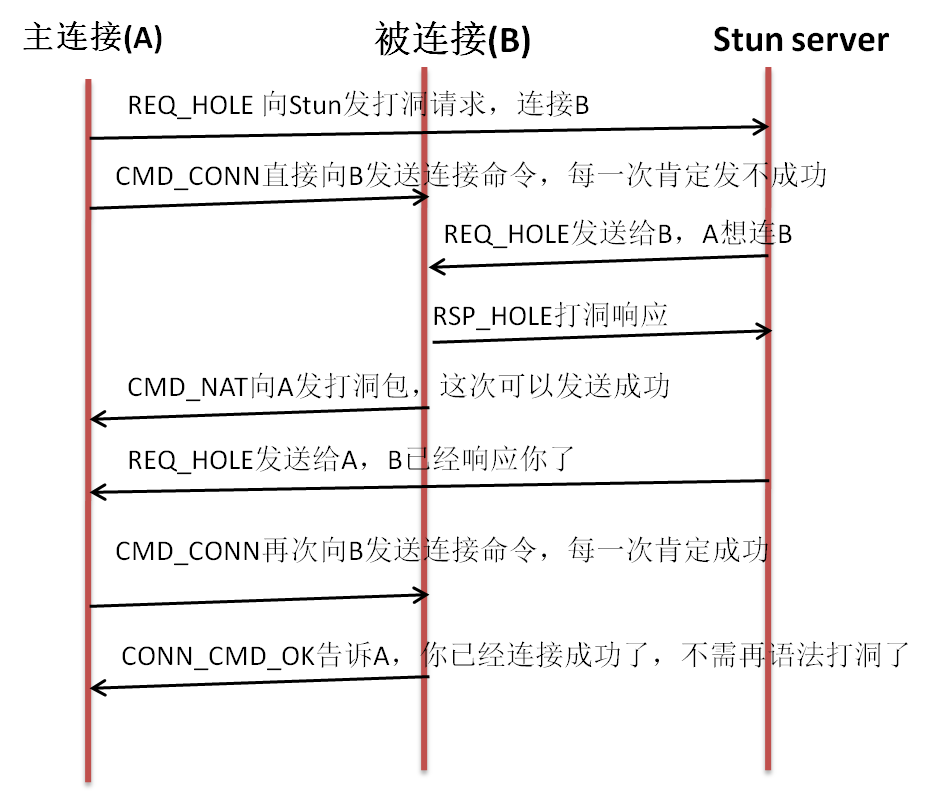 主连接(A) 被连接(B) Stun server
REQ_HOLE 向Stun发打洞请求，连接B
CMD_CONN直接向B发送连接命令，每一次肯定发不成功
REQ_HOLE发送给B，A想连B
RSP_HOLE打洞响应
CMD_NAT向A发打洞包，这次可以发送成功
REQ_HOLE发送给A，B已经响应你了
CMD_CONN再次向B发送连接命令，每一次肯定成功
CONN_CMD_OK告诉A，你已经连接成功了，不需再语法打洞了